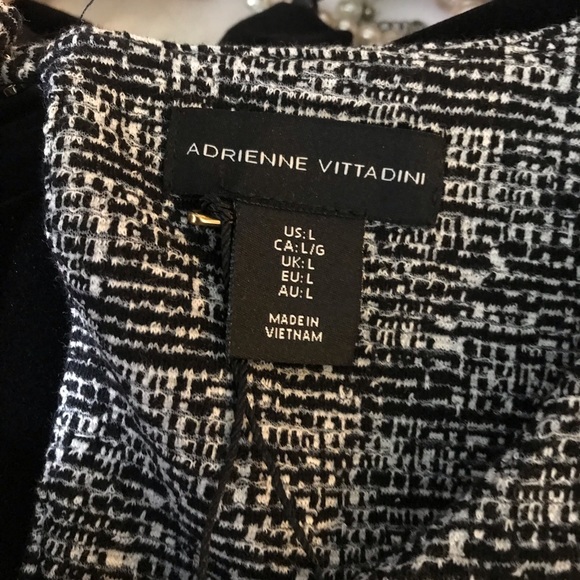 ADRIENNE VITTADINI
US: L
CA: L/G
UK: L
EU: L
AU: L
MADE IN
VIETNAM